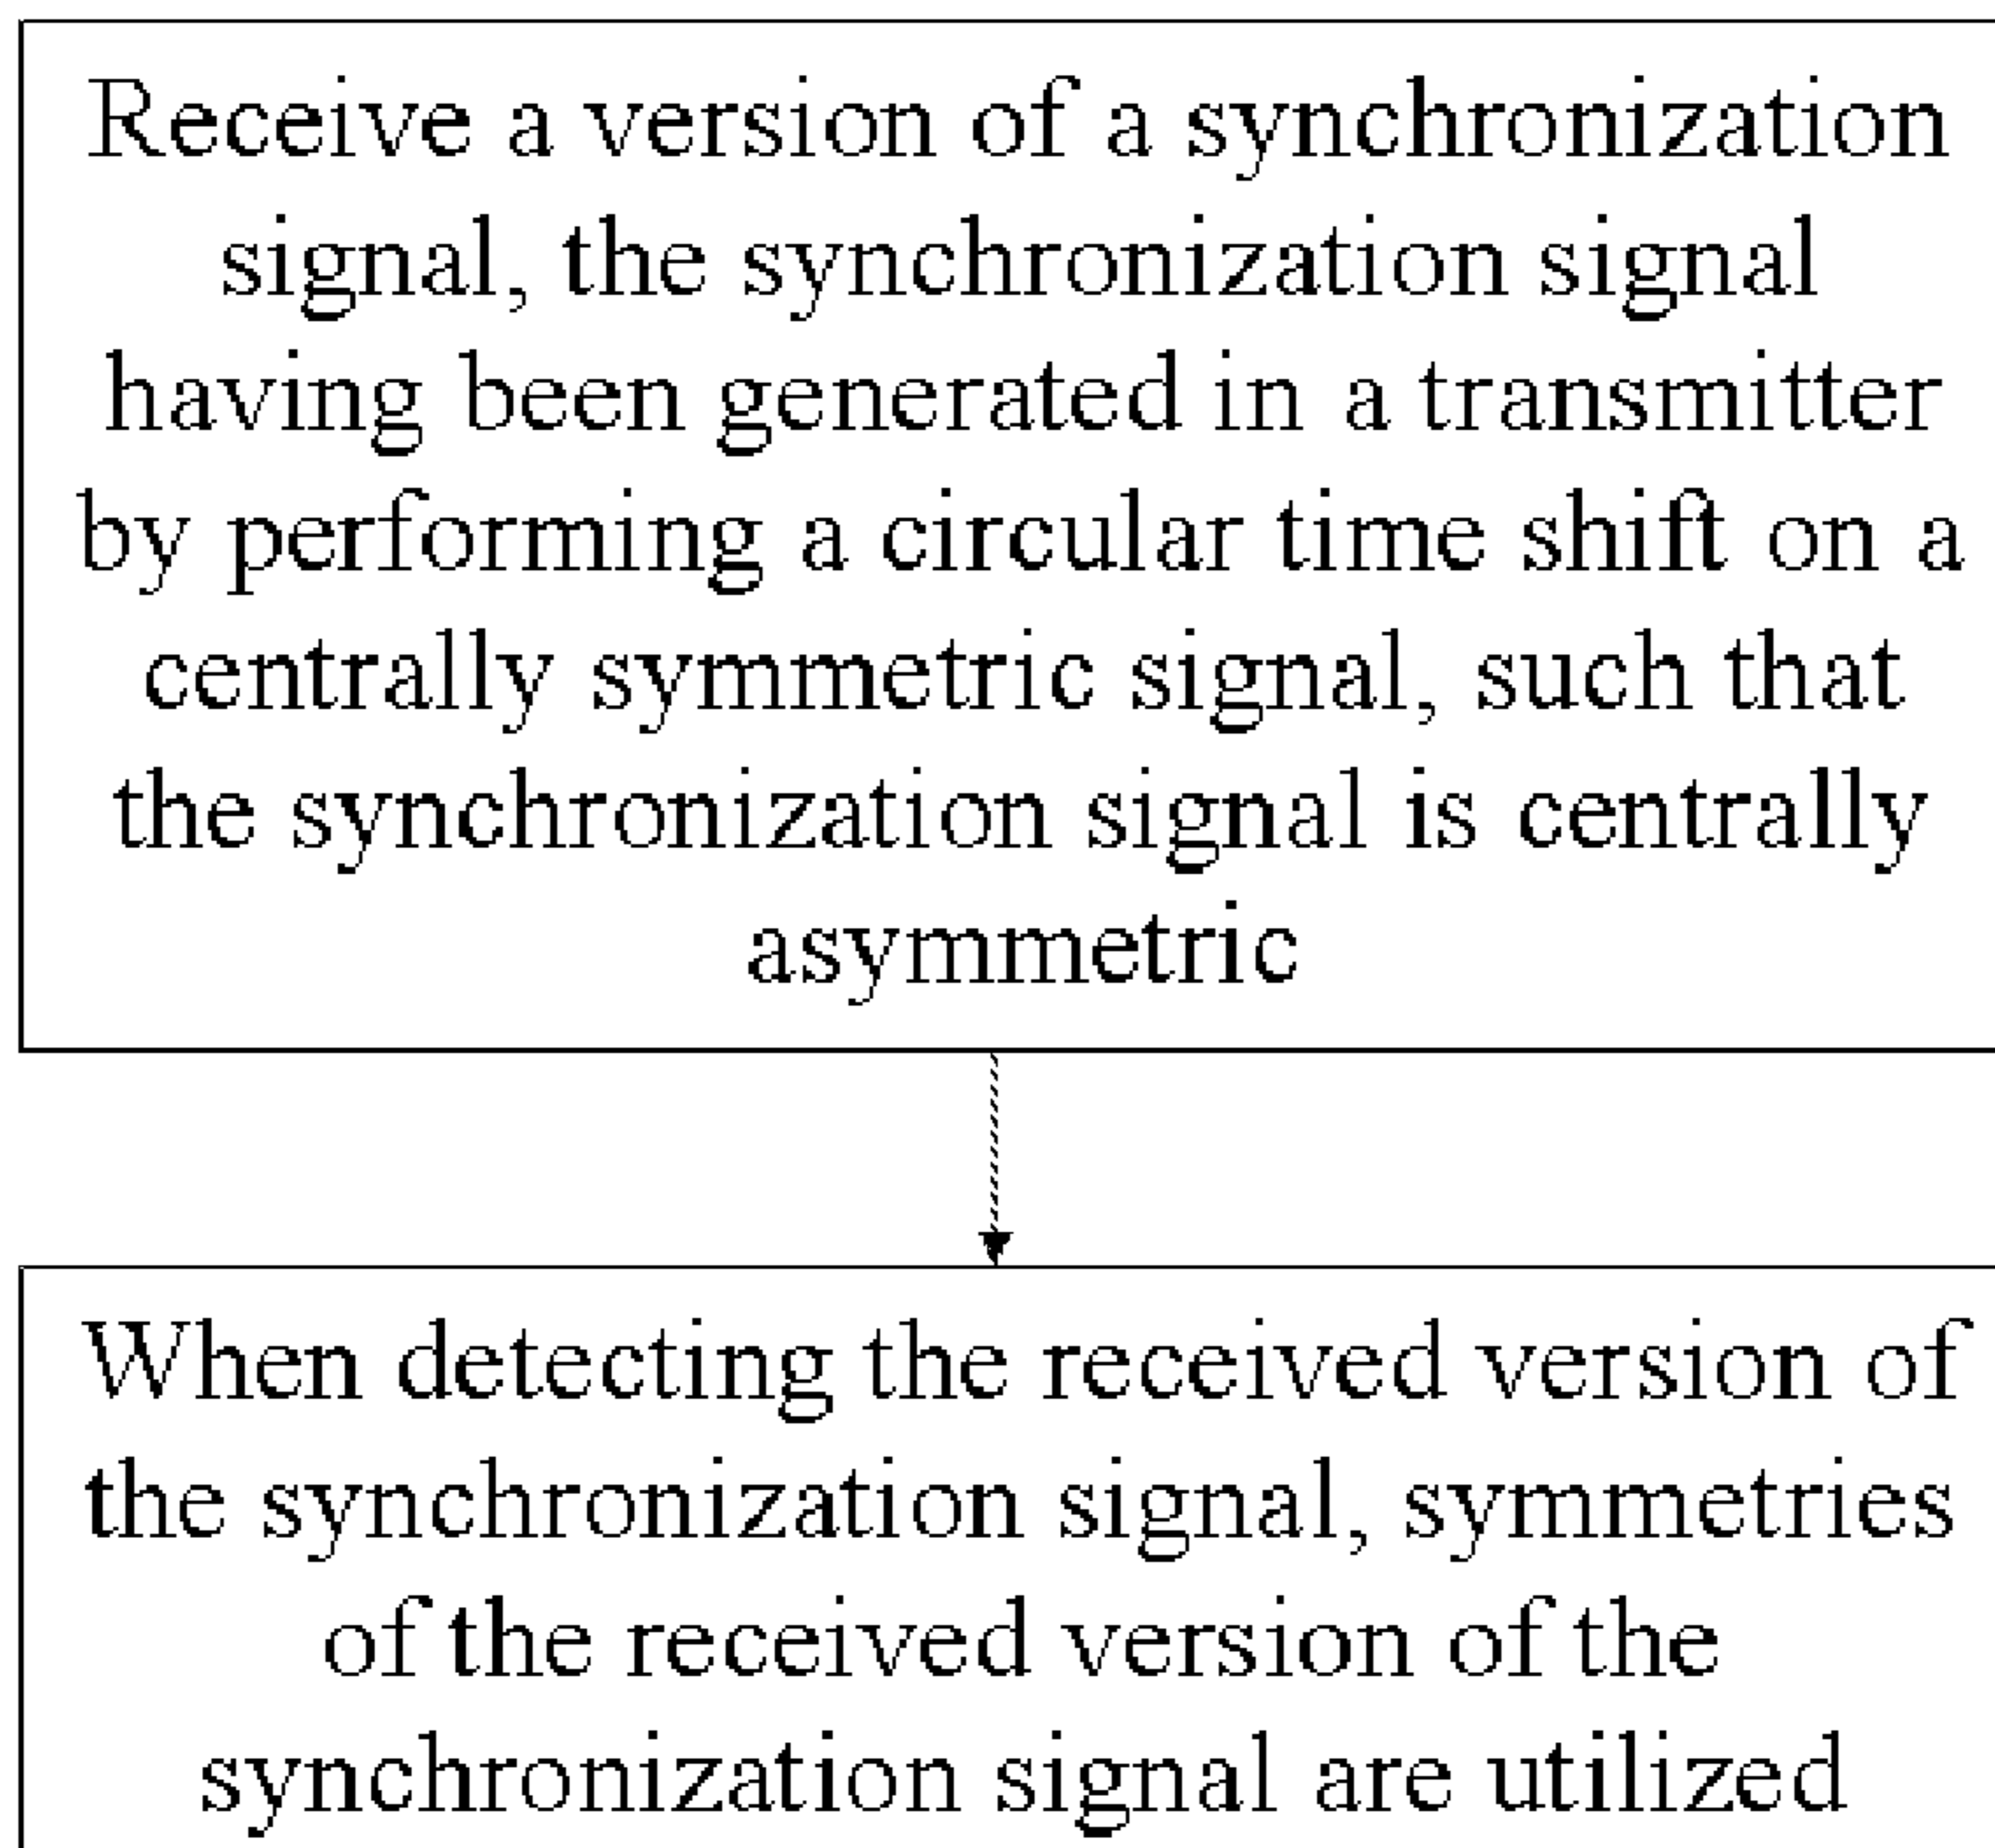 Receive a version of a synchronization
signal, the synchronization signal
having been generated in a transmitter
by performing a circular time shift on a
centrally symmetric signal, such that
the synchronization signal is centrally
asymmetric
When detecting the received version of
the synchronization signal, symmetries
of the received version of the
synchronization signal are utilized